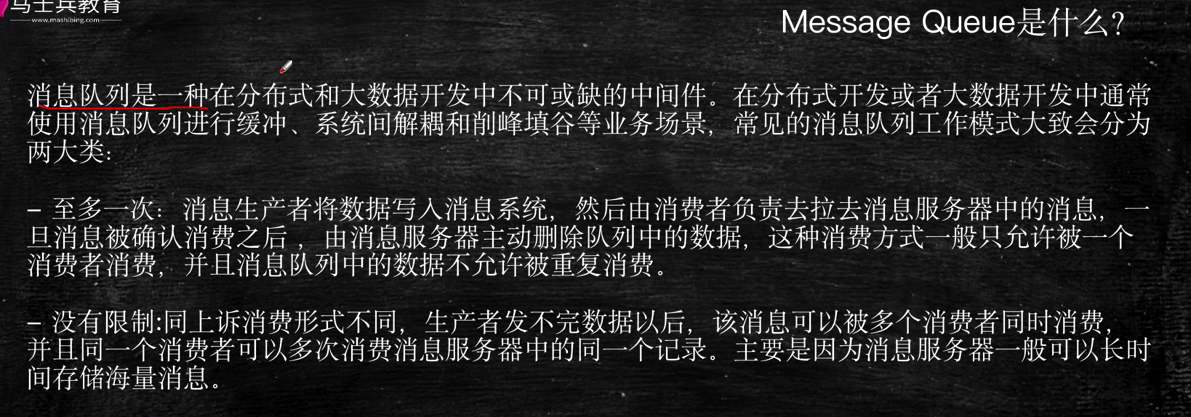 马士兵教育
www.mashibing.com
Message Queue是什么?
消息队列是一种在分布式和大数据开发中不可或缺的中间件。在分布式开发或者大数据开发中通常
使用消息队列进行缓冲、系统间解耦和削峰填谷等业务场景，常见的消息队列工作模式大致会分为
两大类:
– 至多一次：消息生产者将数据写入消息系统，然后由消费者负责去拉去消息服务器中的消息，一
旦消息被确认消费之后 ，由消息服务器主动删除队列中的数据，这种消费方式一般只允许被一个
消费者消费，并且消息队列中的数据不允许被重复消费。
– 没有限制:同上诉消费形式不同，生产者发不完数据以后，该消息可以被多个消费者同时消费，
并且同一个消费者可以多次消费消息服务器中的同一个记录。主要是因为消息服务器一般可以长时
间存储海量消息。